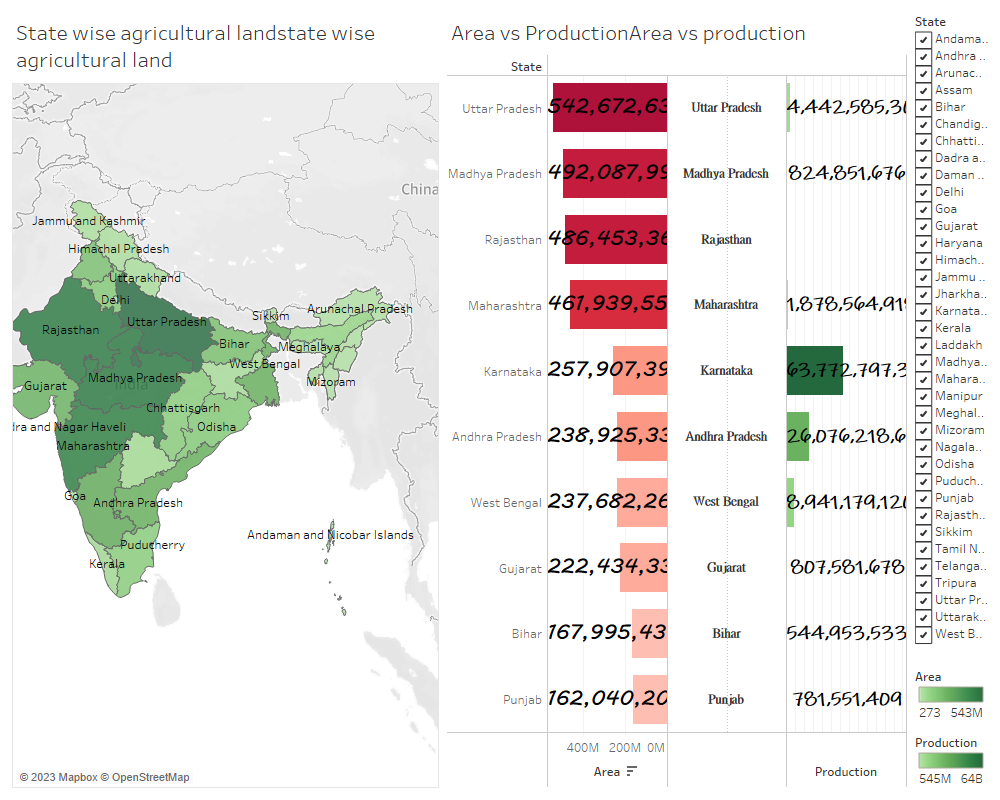 State wise agricultural landstate wise
agricultural land
China
Jammu and Kashmir
Himachal Pradesh
Uttarakhand
Delhi
Sikkim
Arunachal Pradesh
Rajasthan
Uttar Pradesh
Bihar
Meghalaya
West Bengal
Gujarat
Madhya Pradesh
India
Mizoram
Chhattisgarh
dra and Nagar Haveli
Odisha
Maharashtra
Goa
Andhra Pradesh
Andaman and Nicobar Islands
Puducherry
Kerala
© 2023 Mapbox © OpenStreetMap
Area vs ProductionArea vs production
State
Uttar Pradesh 542,672,63 Uttar Pradesh 4,442,585,30
Madhya Pradesh 492,087,99 Madhya Pradesh 824,851,676
Rajasthan 486,453,36 Rajasthan
Maharashtra 461,939,55 Maharashtra 1,878,564,919
Karnataka 257,907,39 Karnataka 63,772,797,3
Andhra Pradesh 238,925,33 Andhra Pradesh 26,076,218,6
West Bengal 237,682,26 West Bengal 8,941,179,120
Gujarat 222,434,33 Gujarat 807,581,678
Bihar 167,995,43 Bihar 544,953,533
Punjab 162,040,20 Punjab 781,551,409
400M 200M 0M
Area
Production
State
Andama..
Andhra ..
Arunac..
Assam
Bihar
Chandig..
Chhatti..
Dadra a..
Daman ..
Delhi
Goa
Gujarat
Haryana
Himach..
Jammu ..
Jharkha..
Karnata..
Kerala
Laddakh
Madhya..
Mahara..
Manipur
Meghal..
Mizoram
Nagala..
Odisha
Puduch..
Punjab
Rajasth..
Sikkim
Tamil N..
Telanga..
Tripura
Uttar Pr..
Uttarak..
West B..
Area
273 543M
Production
545M 64B